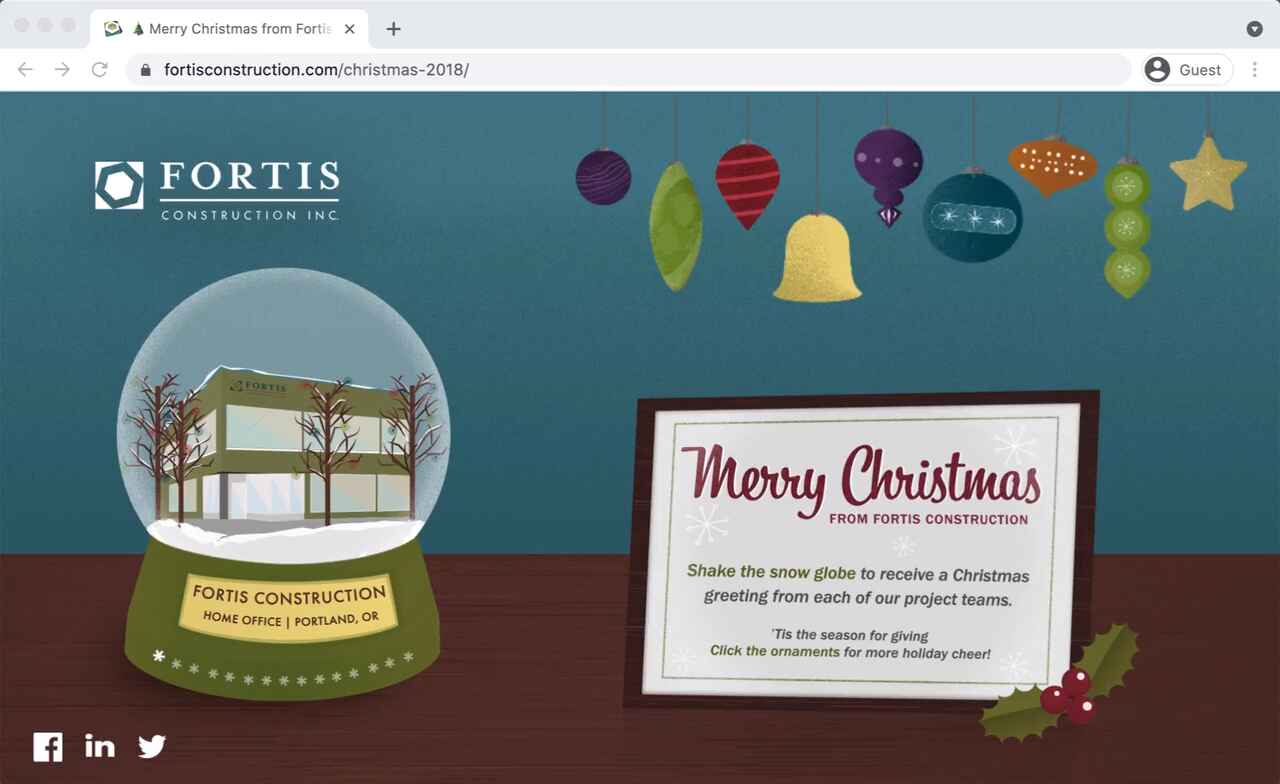 Merry Christmas from Fortis
fortisconstruction.com/christmas-2018/
Guest
FORTIS
CONSTRUCTION INC.
FORTIS
FORTIS CONSTRUCTION
HOME OFFICE | PORTLAND, OR
Merry Christmas
FROM FORTIS CONSTRUCTION
Shake the snow globe to receive a Christmas
greeting from each of our project teams.
'Tis the season for giving
Click the ornaments for more holiday cheer!